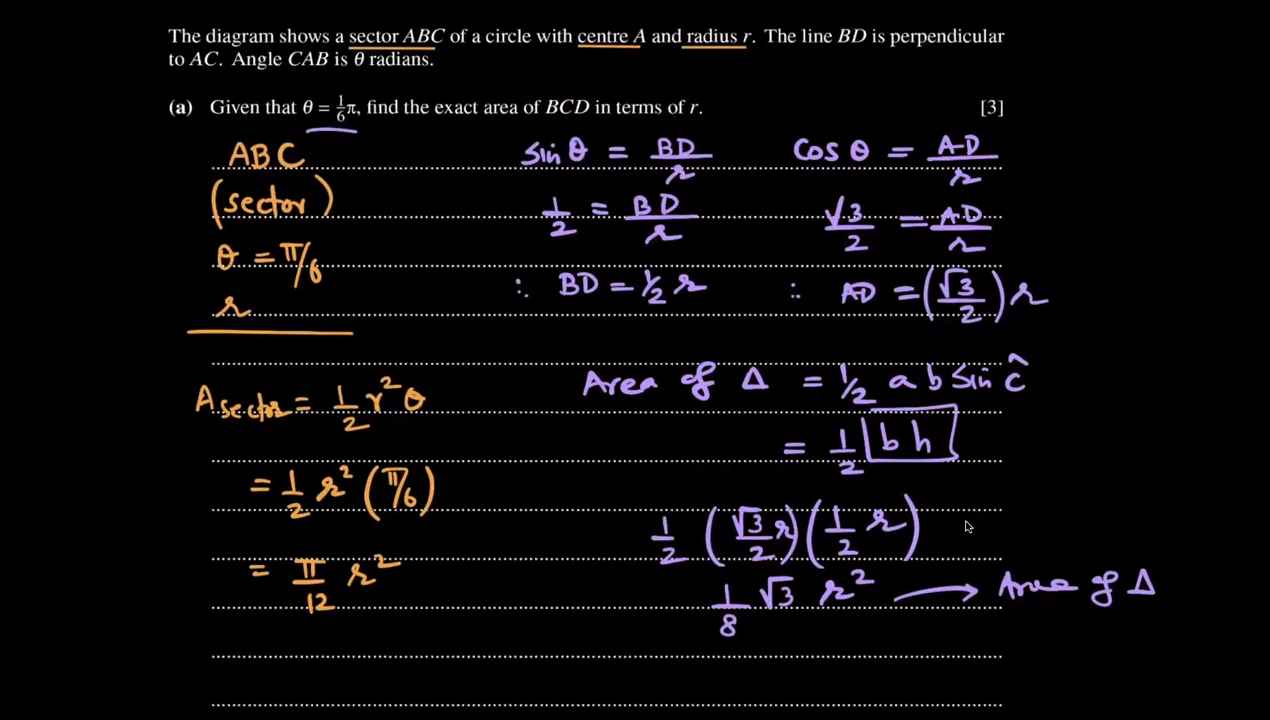 The diagram shows a sector ABC of a circle with centre A and radius r. The line BD is perpendicular
to AC. Angle CAB is θ radians.
(a) Given that θ = 1/6 π, find the exact area of BCD in terms of r. [3]
ABC
(sector)
θ = π/6
r
A sector = 1/2 r² θ
= 1/2 r² (π/6)
= π/12 r²
Sin θ = BD/r
1/2 = BD/r
∴ BD = 1/2 r
Cos θ = AD/r
√3/2 = AD/r
∴ AD = (√3/2) r
Area of Δ = 1/2 a b Sin ĉ
= 1/2 b h
1/2 (√3/2 r)(1/2 r)
1/8 √3 r² → Area of Δ